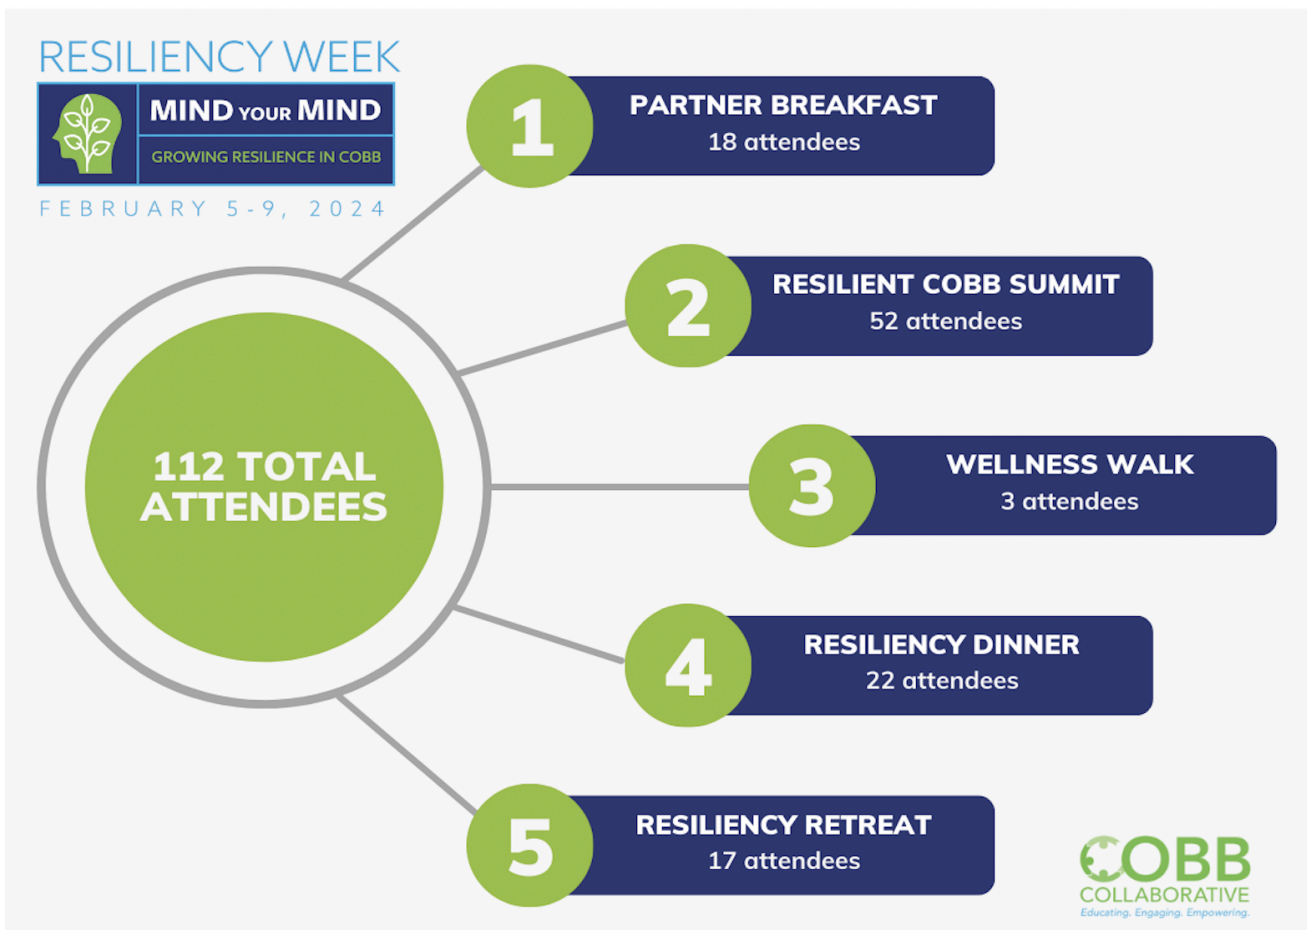 RESILIENCY WEEK
MIND YOUR MIND
GROWING RESILIENCE IN COBB
FEBRUARY 5-9, 2024
112 TOTAL
ATTENDEES
1
PARTNER BREAKFAST
18 attendees
2
RESILIENT COBB SUMMIT
52 attendees
3
WELLNESS WALK
3 attendees
4
RESILIENCY DINNER
22 attendees
5
RESILIENCY RETREAT
17 attendees
COBB
COLLABORATIVE
Educating. Engaging. Empowering.